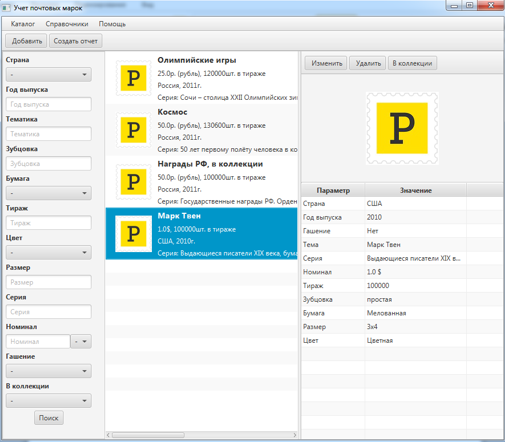 Учет почтовых марок
Каталог Справочники Помощь
Добавить Создать отчет
Страна
-
Год выпуска
Год выпуска
Тематика
Тематика
Зубцовка
Зубцовка
Бумага
-
Тираж
Тираж
Цвет
-
Размер
Размер
Серия
Серия
Номинал
Номинал -
Гашение
-
В коллекции
-
Поиск
P
Олимпийские игры
25.0р. (рубль), 120000шт. в тираже
Россия, 2011г.
Серия: Сочи – столица XXII Олимпийских зи
P
Космос
50.0р. (рубль), 130600шт. в тираже
Россия, 2011г.
Серия: 50 лет первому полёту человека в ко
P
Награды РФ, в коллекции
50.0р. (рубль), 100000шт. в тираже
Россия, 2011г.
Серия: Государственные награды РФ. Орден
P
Марк Твен
1.0$, 100000шт. в тираже
США, 2010г.
Серия: Выдающиеся писатели XIX века, бума
Изменить Удалить В коллекции
P
Параметр Значение
Страна США
Год выпуска 2010
Гашение Нет
Тема Марк Твен
Серия Выдающиеся писатели XIX в...
Номинал 1.0 $
Тираж 100000
Зубцовка простая
Бумага Мелованная
Размер 3x4
Цвет Цветная